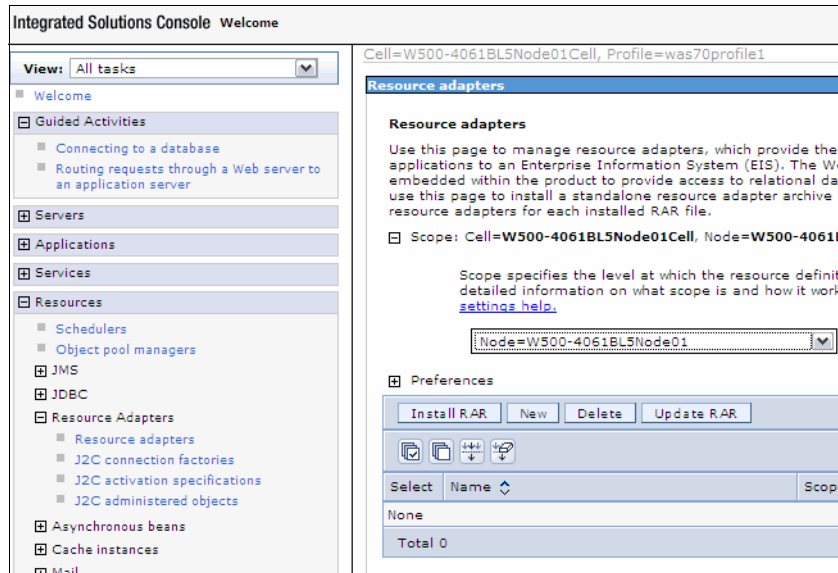 Integrated Solutions Console Welcome
View: All tasks
Welcome
Guided Activities
Connecting to a database
Routing requests through a Web server to
an application server
Servers
Applications
Services
Resources
Schedulers
Object pool managers
JMS
JDBC
Resource Adapters
Resource adapters
J2C connection factories
J2C activation specifications
J2C administered objects
Asynchronous beans
Cache instances
Mail
Cell=W500-4061BL5Node01Cell, Profile=was70profile1
Resource adapters
Resource adapters
Use this page to manage resource adapters, which provide the
applications to an Enterprise Information System (EIS). The W
embedded within the product to provide access to relational da
use this page to install a standalone resource adapter archive
resource adapters for each installed RAR file.
Scope: Cell=W500-4061BL5Node01Cell, Node=W500-4061
Scope specifies the level at which the resource definit
detailed information on what scope is and how it work
settings help.
Node=W500-4061BL5Node01
Preferences
Install RAR New Delete Update RAR
Select Name Scop
None
Total 0